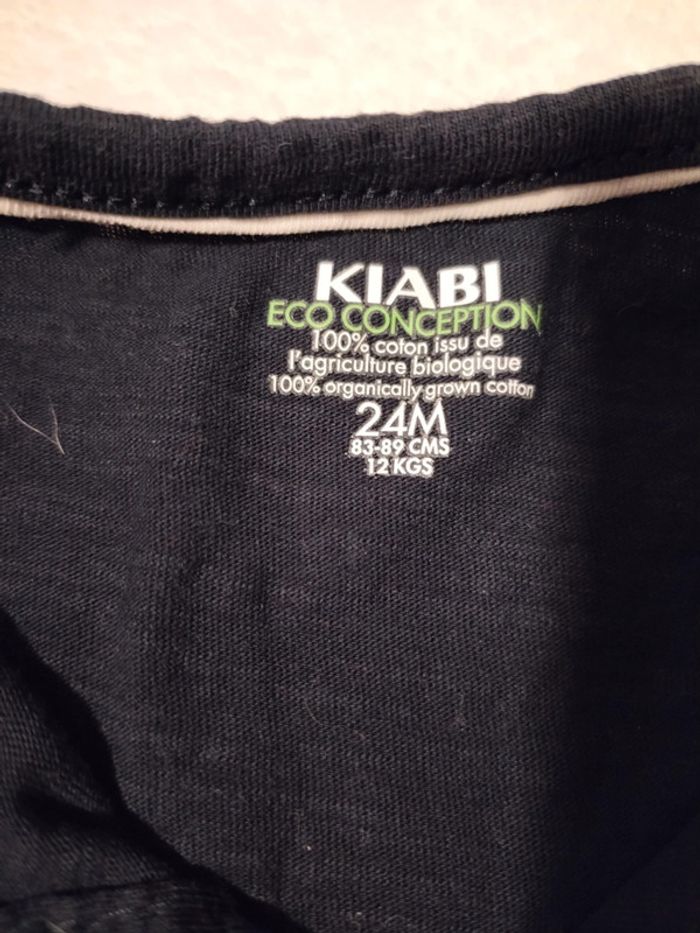 KIABI
ECO CONCEPTION
100% coton issu de
l'agriculture biologique
100% organically grown cotton
24M
83-89 CMS
12 KGS